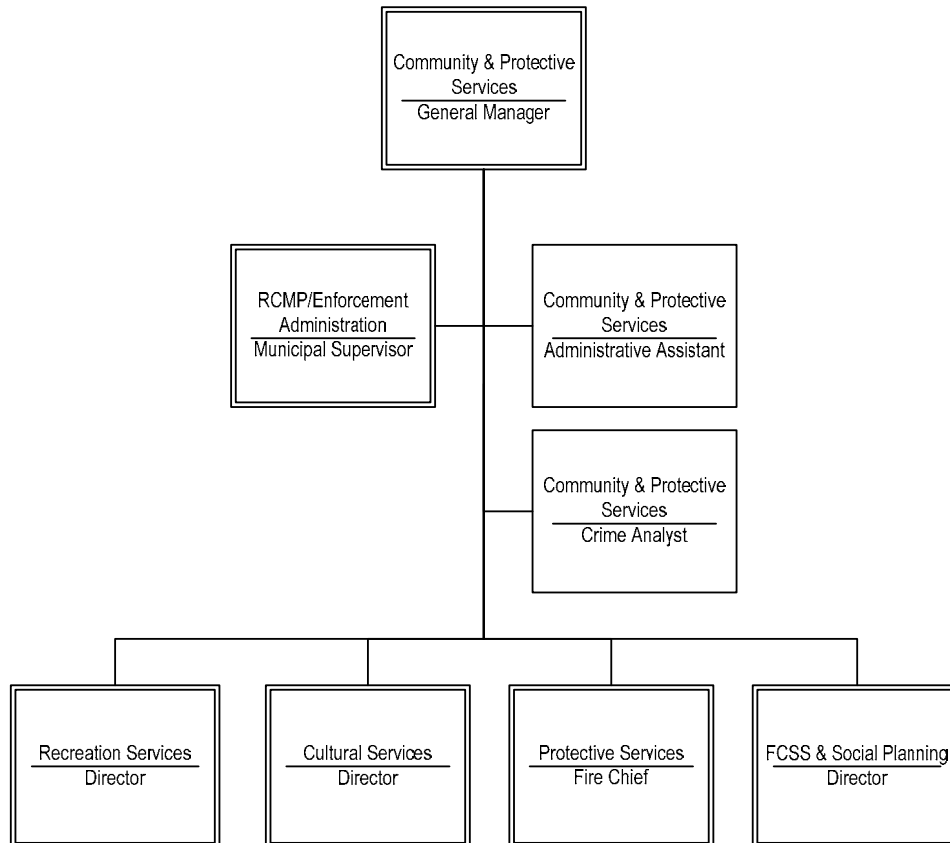 Community & Protective
Services
General Manager
RCMP/Enforcement
Administration
Municipal Supervisor
Community & Protective
Services
Administrative Assistant
Community & Protective
Services
Crime Analyst
Recreation Services
Director
Cultural Services
Director
Protective Services
Fire Chief
FCSS & Social Planning
Director